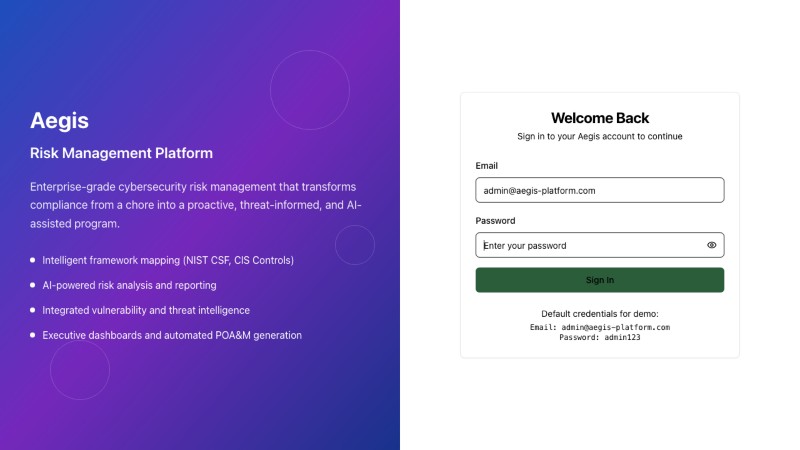 Aegis
Risk Management Platform
Enterprise-grade cybersecurity risk management that transforms
compliance from a chore into a proactive, threat-informed, and AI-
assisted program.
Intelligent framework mapping (NIST CSF, CIS Controls)
AI-powered risk analysis and reporting
Integrated vulnerability and threat intelligence
Executive dashboards and automated POA&M generation
Welcome Back
Sign in to your Aegis account to continue
Email
admin@aegis-platform.com
Password
Enter your password
Sign In
Default credentials for demo:
Email: admin@aegis-platform.com
Password: admin123